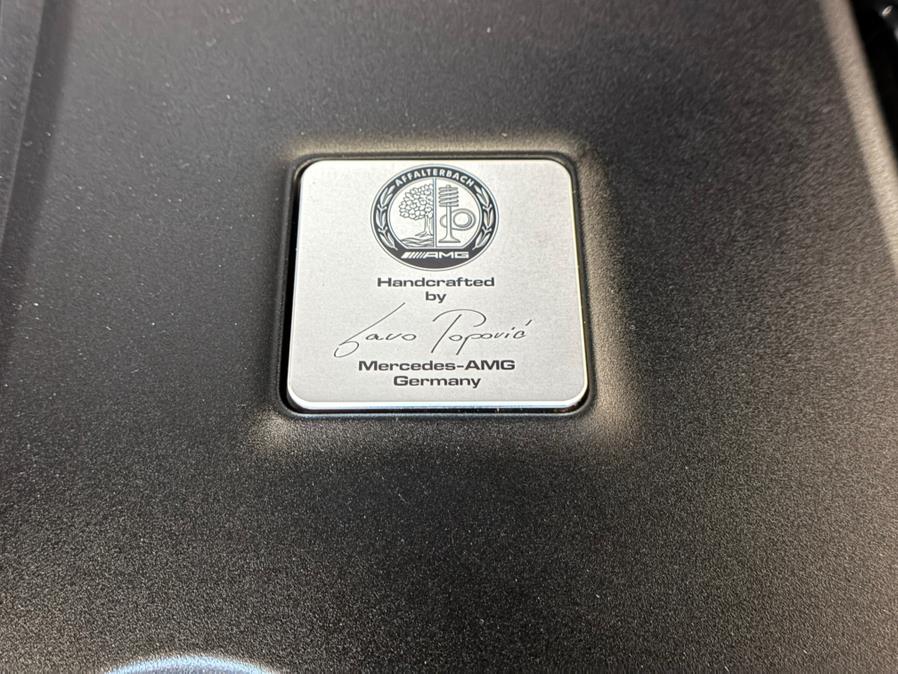 AFFALTERBACH
AMG
Handcrafted
by
Savo Popović
Mercedes-AMG
Germany